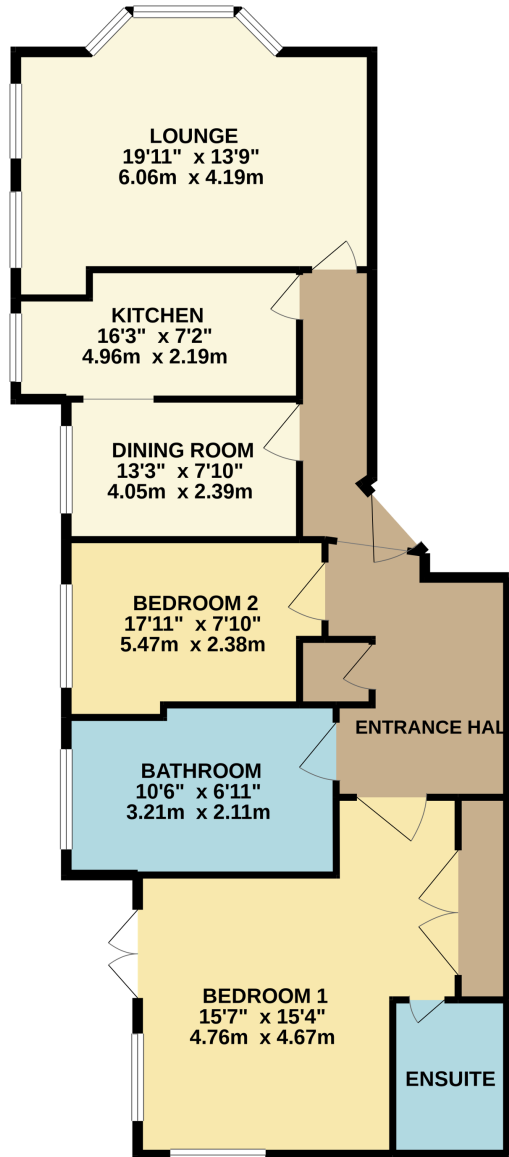 LOUNGE
19'11" x 13'9"
6.06m x 4.19m
KITCHEN
16'3" x 7'2"
4.96m x 2.19m
DINING ROOM
13'3" x 7'10"
4.05m x 2.39m
BEDROOM 2
17'11" x 7'10"
5.47m x 2.38m
ENTRANCE HAL
BATHROOM
10'6" x 6'11"
3.21m x 2.11m
BEDROOM 1
15'7" x 15'4"
4.76m x 4.67m
ENSUITE